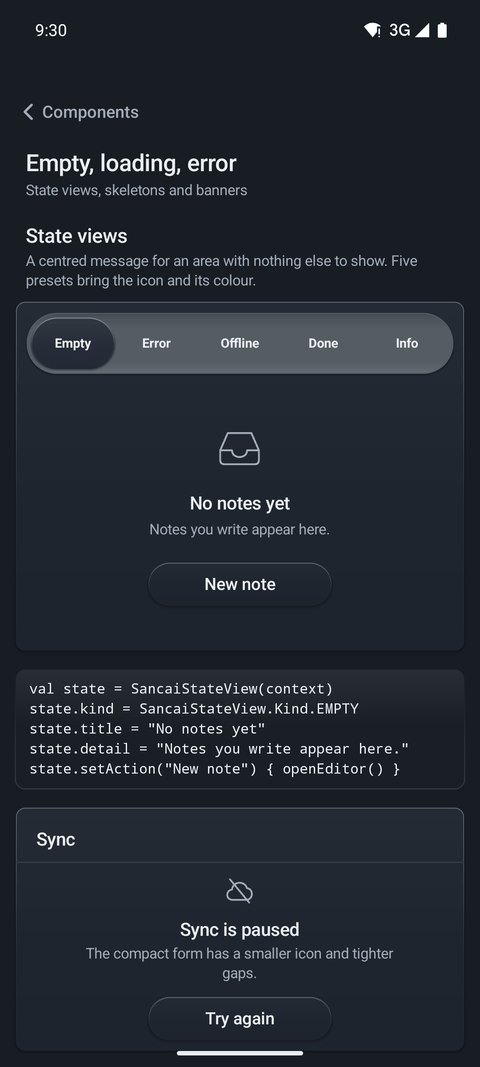 9:30
3G
Components
Empty, loading, error
State views, skeletons and banners
State views
A centred message for an area with nothing else to show. Five
presets bring the icon and its colour.
Empty Error Offline Done Info
No notes yet
Notes you write appear here.
New note
val state = SancaiStateView(context)
state.kind = SancaiStateView.Kind.EMPTY
state.title = "No notes yet"
state.detail = "Notes you write appear here."
state.setAction("New note") { openEditor() }
Sync
Sync is paused
The compact form has a smaller icon and tighter
gaps.
Try again